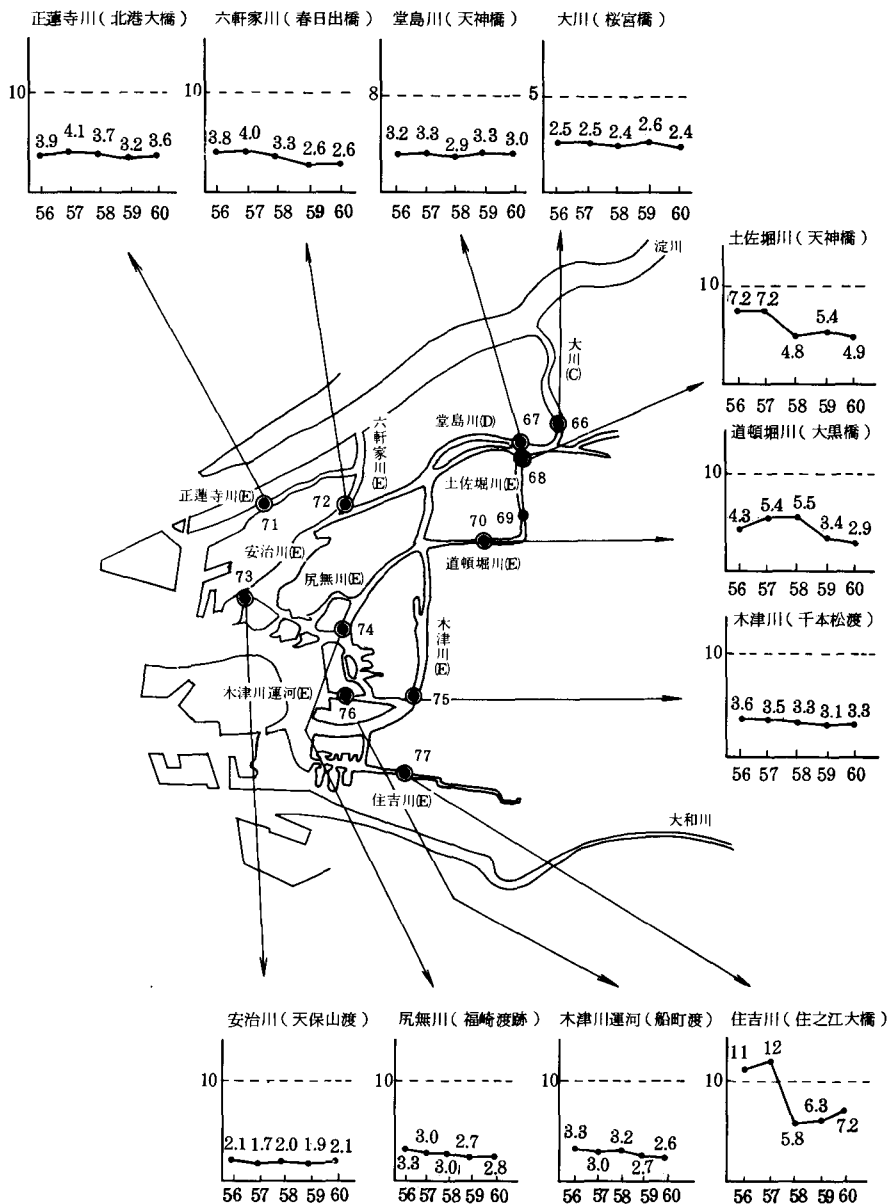 正蓮寺川(北港大橋)
10
3.9 4.1 3.7 3.2 3.6
56 57 58 59 60
六軒家川(春日出橋)
10
3.8 4.0 3.3 2.6 2.6
56 57 58 59 60
堂島川(天神橋)
8
3.2 3.3 2.9 3.3 3.0
56 57 58 59 60
大川(桜宮橋)
5
2.5 2.5 2.4 2.6 2.4
56 57 58 59 60
土佐堀川(天神橋)
10
7.2 7.2 4.8 5.4 4.9
56 57 58 59 60
道頓堀川(大黒橋)
10
4.3 5.4 5.5 3.4 2.9
56 57 58 59 60
木津川(千本松渡)
10
3.6 3.5 3.3 3.1 3.3
56 57 58 59 60
淀川
大川(C)
66
堂島川(D)
67
六軒家川(E)
土佐堀川(E)
68
正蓮寺川(E)
71
72
69
70
安治川(E)
道頓堀川(E)
尻無川(E)
73
74
木津川(E)
木津川運河(E)
76
75
77
住吉川(E)
大和川
安治川(天保山渡)
10
2.1 1.7 2.0 1.9 2.1
56 57 58 59 60
尻無川(福崎渡跡)
10
3.3 3.0 3.0 2.7 2.8
56 57 58 59 60
木津川運河(船町渡)
10
3.3 3.0 3.2 2.7 2.6
56 57 58 59 60
住吉川(住之江大橋)
11 12 5.8 6.3 7.2
10
56 57 58 59 60